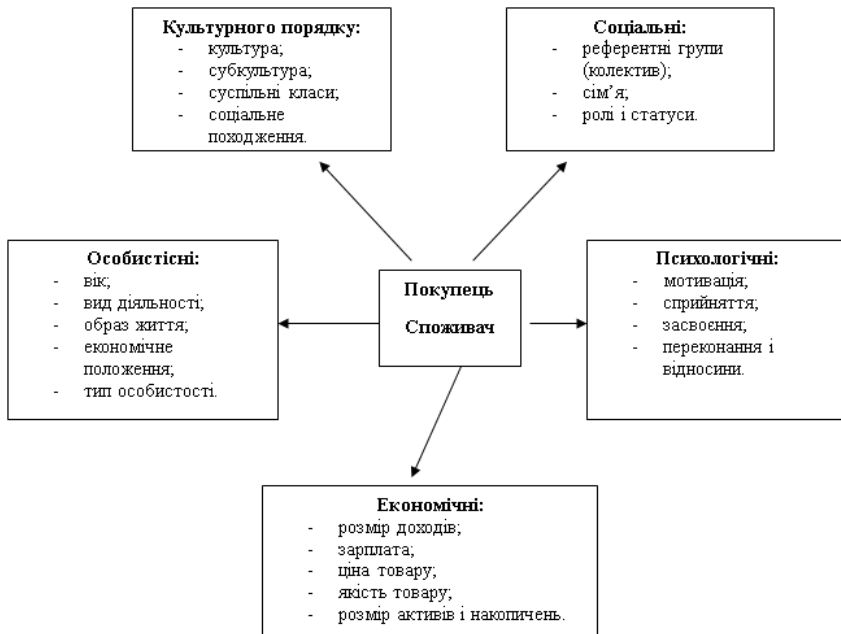 Культурного порядку:
- культура;
- субкультура;
- суспільні класи;
- соціальне
походження.
Соціальні:
- референтні групи
(колектив);
- сім’я;
- ролі і статуси.
Особистісні:
- вік;
- вид діяльності;
- образ життя;
- економічне
положення;
- тип особистості.
Покупець
Споживач
Психологічні:
- мотивація;
- сприйняття;
- засвоєння;
- переконання і
відносини.
Економічні:
- розмір доходів;
- зарплата;
- ціна товару;
- якість товару;
- розмір активів і накопичень.